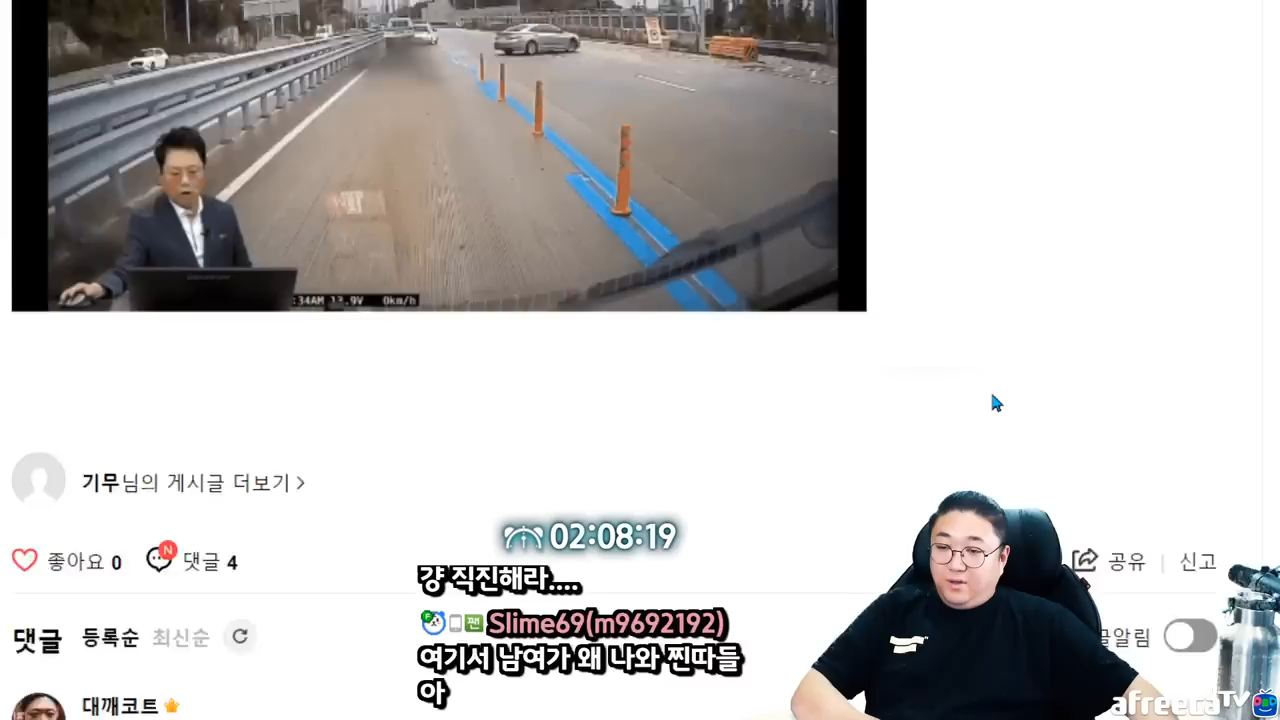 :34AM 13.9V 0km/h
기무님의 게시글 더보기 >
좋아요 0
N
댓글 4
공유 | 신고
02:08:19
걍 직진해라....
F 팬 Slime69(m9692192)
여기서 남여가 왜 나와 찐따들
아
댓글 등록순 최신순
글알림
대깨코트
afreecaTV